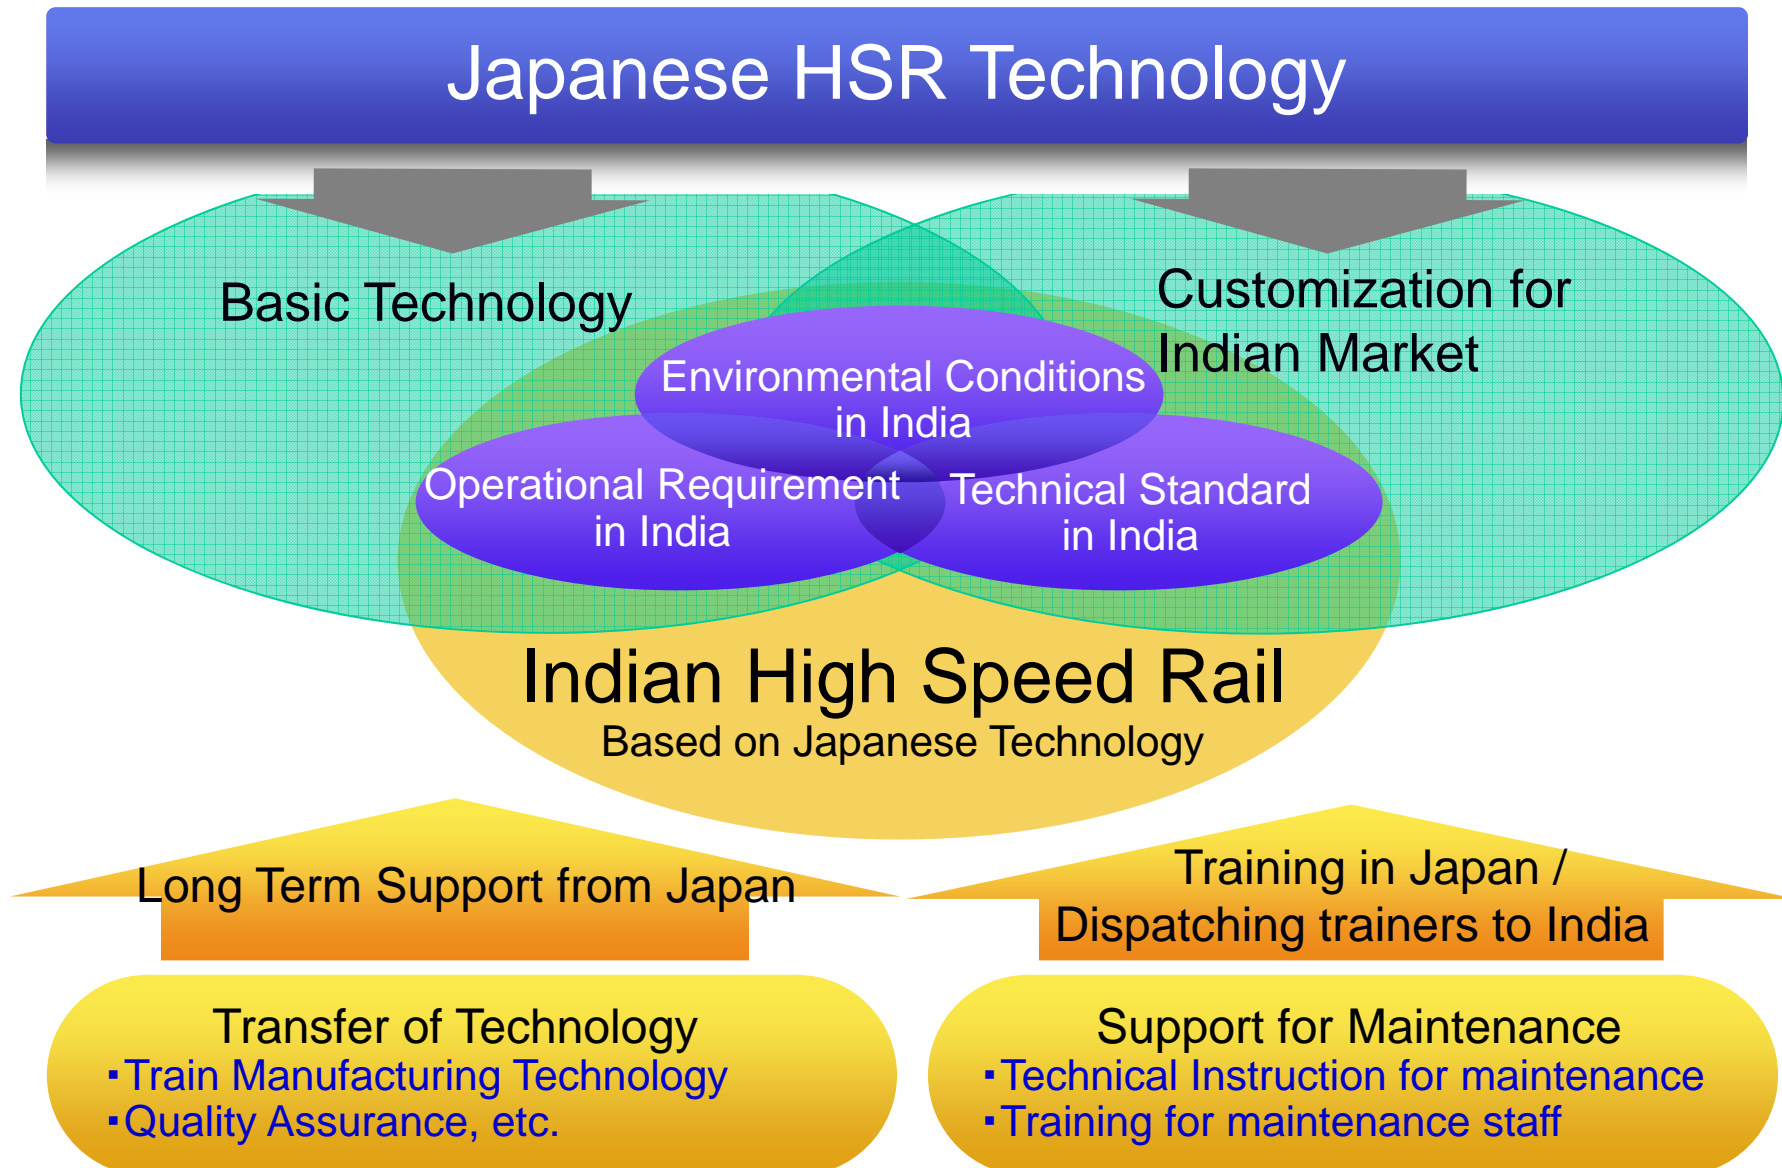 Japanese HSR Technology
Basic Technology
Customization for
Indian Market
Environmental Conditions
in India
Operational Requirement
in India
Technical Standard
in India
Indian High Speed Rail
Based on Japanese Technology
Long Term Support from Japan
Training in Japan /
Dispatching trainers to India
Transfer of Technology
▪Train Manufacturing Technology
▪Quality Assurance, etc.
Support for Maintenance
▪Technical Instruction for maintenance
▪Training for maintenance staff